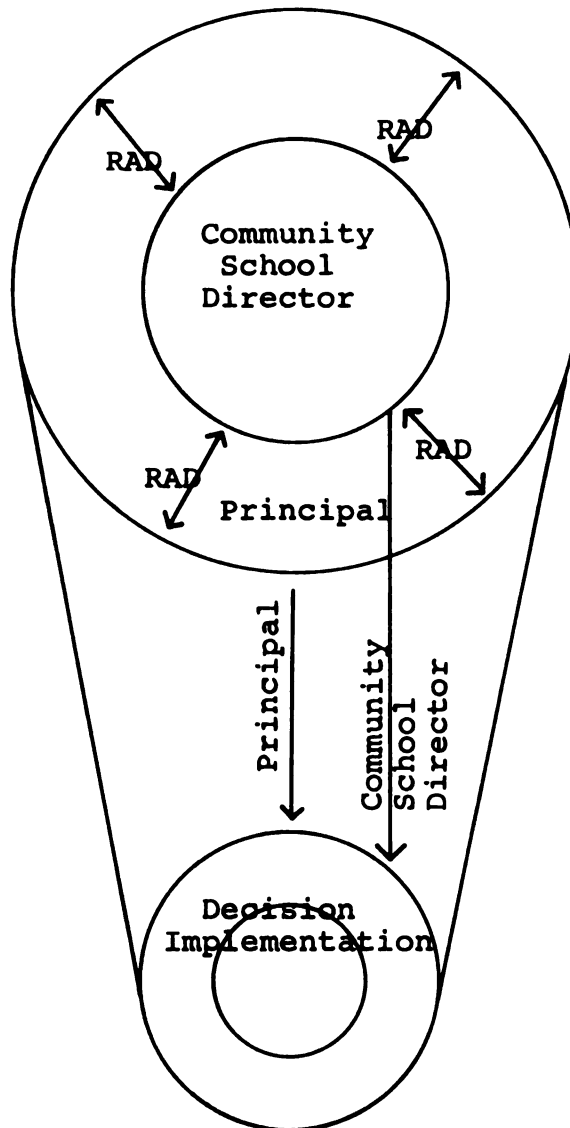 RAD
RAD
Community
School
Director
RAD
RAD
Principal
Principal
Community
School
Director
Decision
Implementation